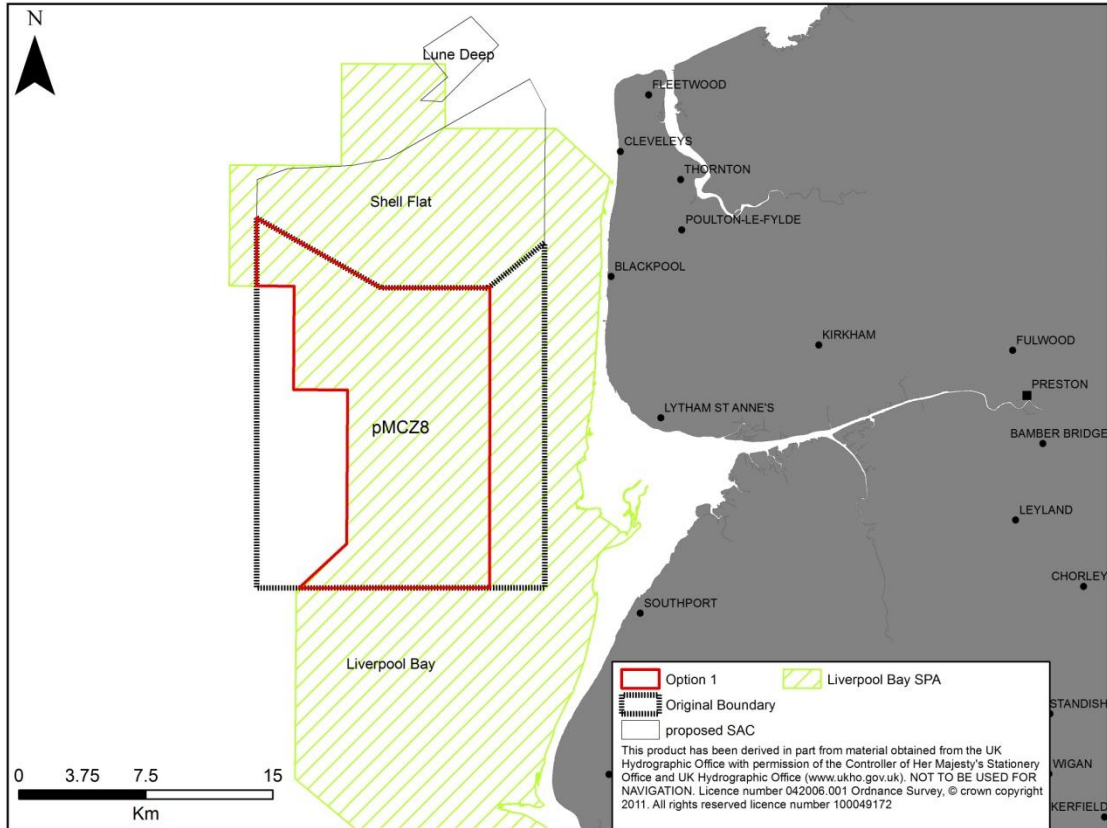 N
Lune Deep
FLEETWOOD
CLEVELEYS
THORNTON
Shell Flat
POULTON-LE-FYLDE
BLACKPOOL
KIRKHAM
FULWOOD
PRESTON
LYTHAM ST ANNE'S
pMCZ8
BAMBER BRIDGE
LEYLAND
CHORLEY
SOUTHPORT
Liverpool Bay
Option 1
Liverpool Bay SPA
Original Boundary
proposed SAC
STANDISH
This product has been derived in part from material obtained from the UK
Hydrographic Office with permission of the Controller of Her Majesty's Stationery
Office and UK Hydrographic Office (www.ukho.gov.uk). NOT TO BE USED FOR
NAVIGATION. Licence number 042006.001 Ordnance Survey, © crown copyright
2011. All rights reserved licence number 100049172
WIGAN
KERFIELD
0 3.75 7.5 15
Km